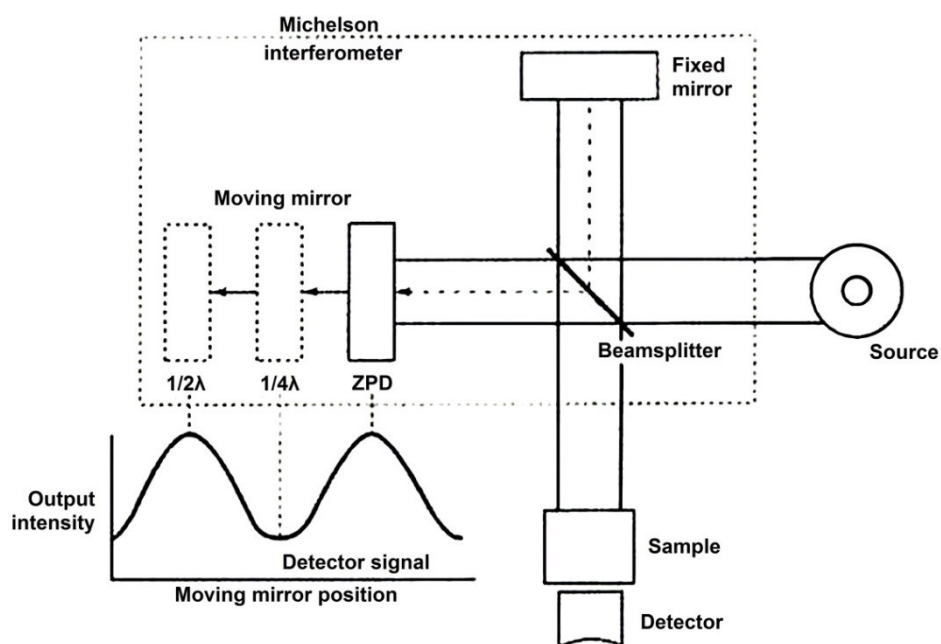 Michelson
interferometer
Fixed
mirror
Moving mirror
Beamsplitter
Source
1/2λ
1/4λ
ZPD
Output
intensity
Detector signal
Moving mirror position
Sample
Detector